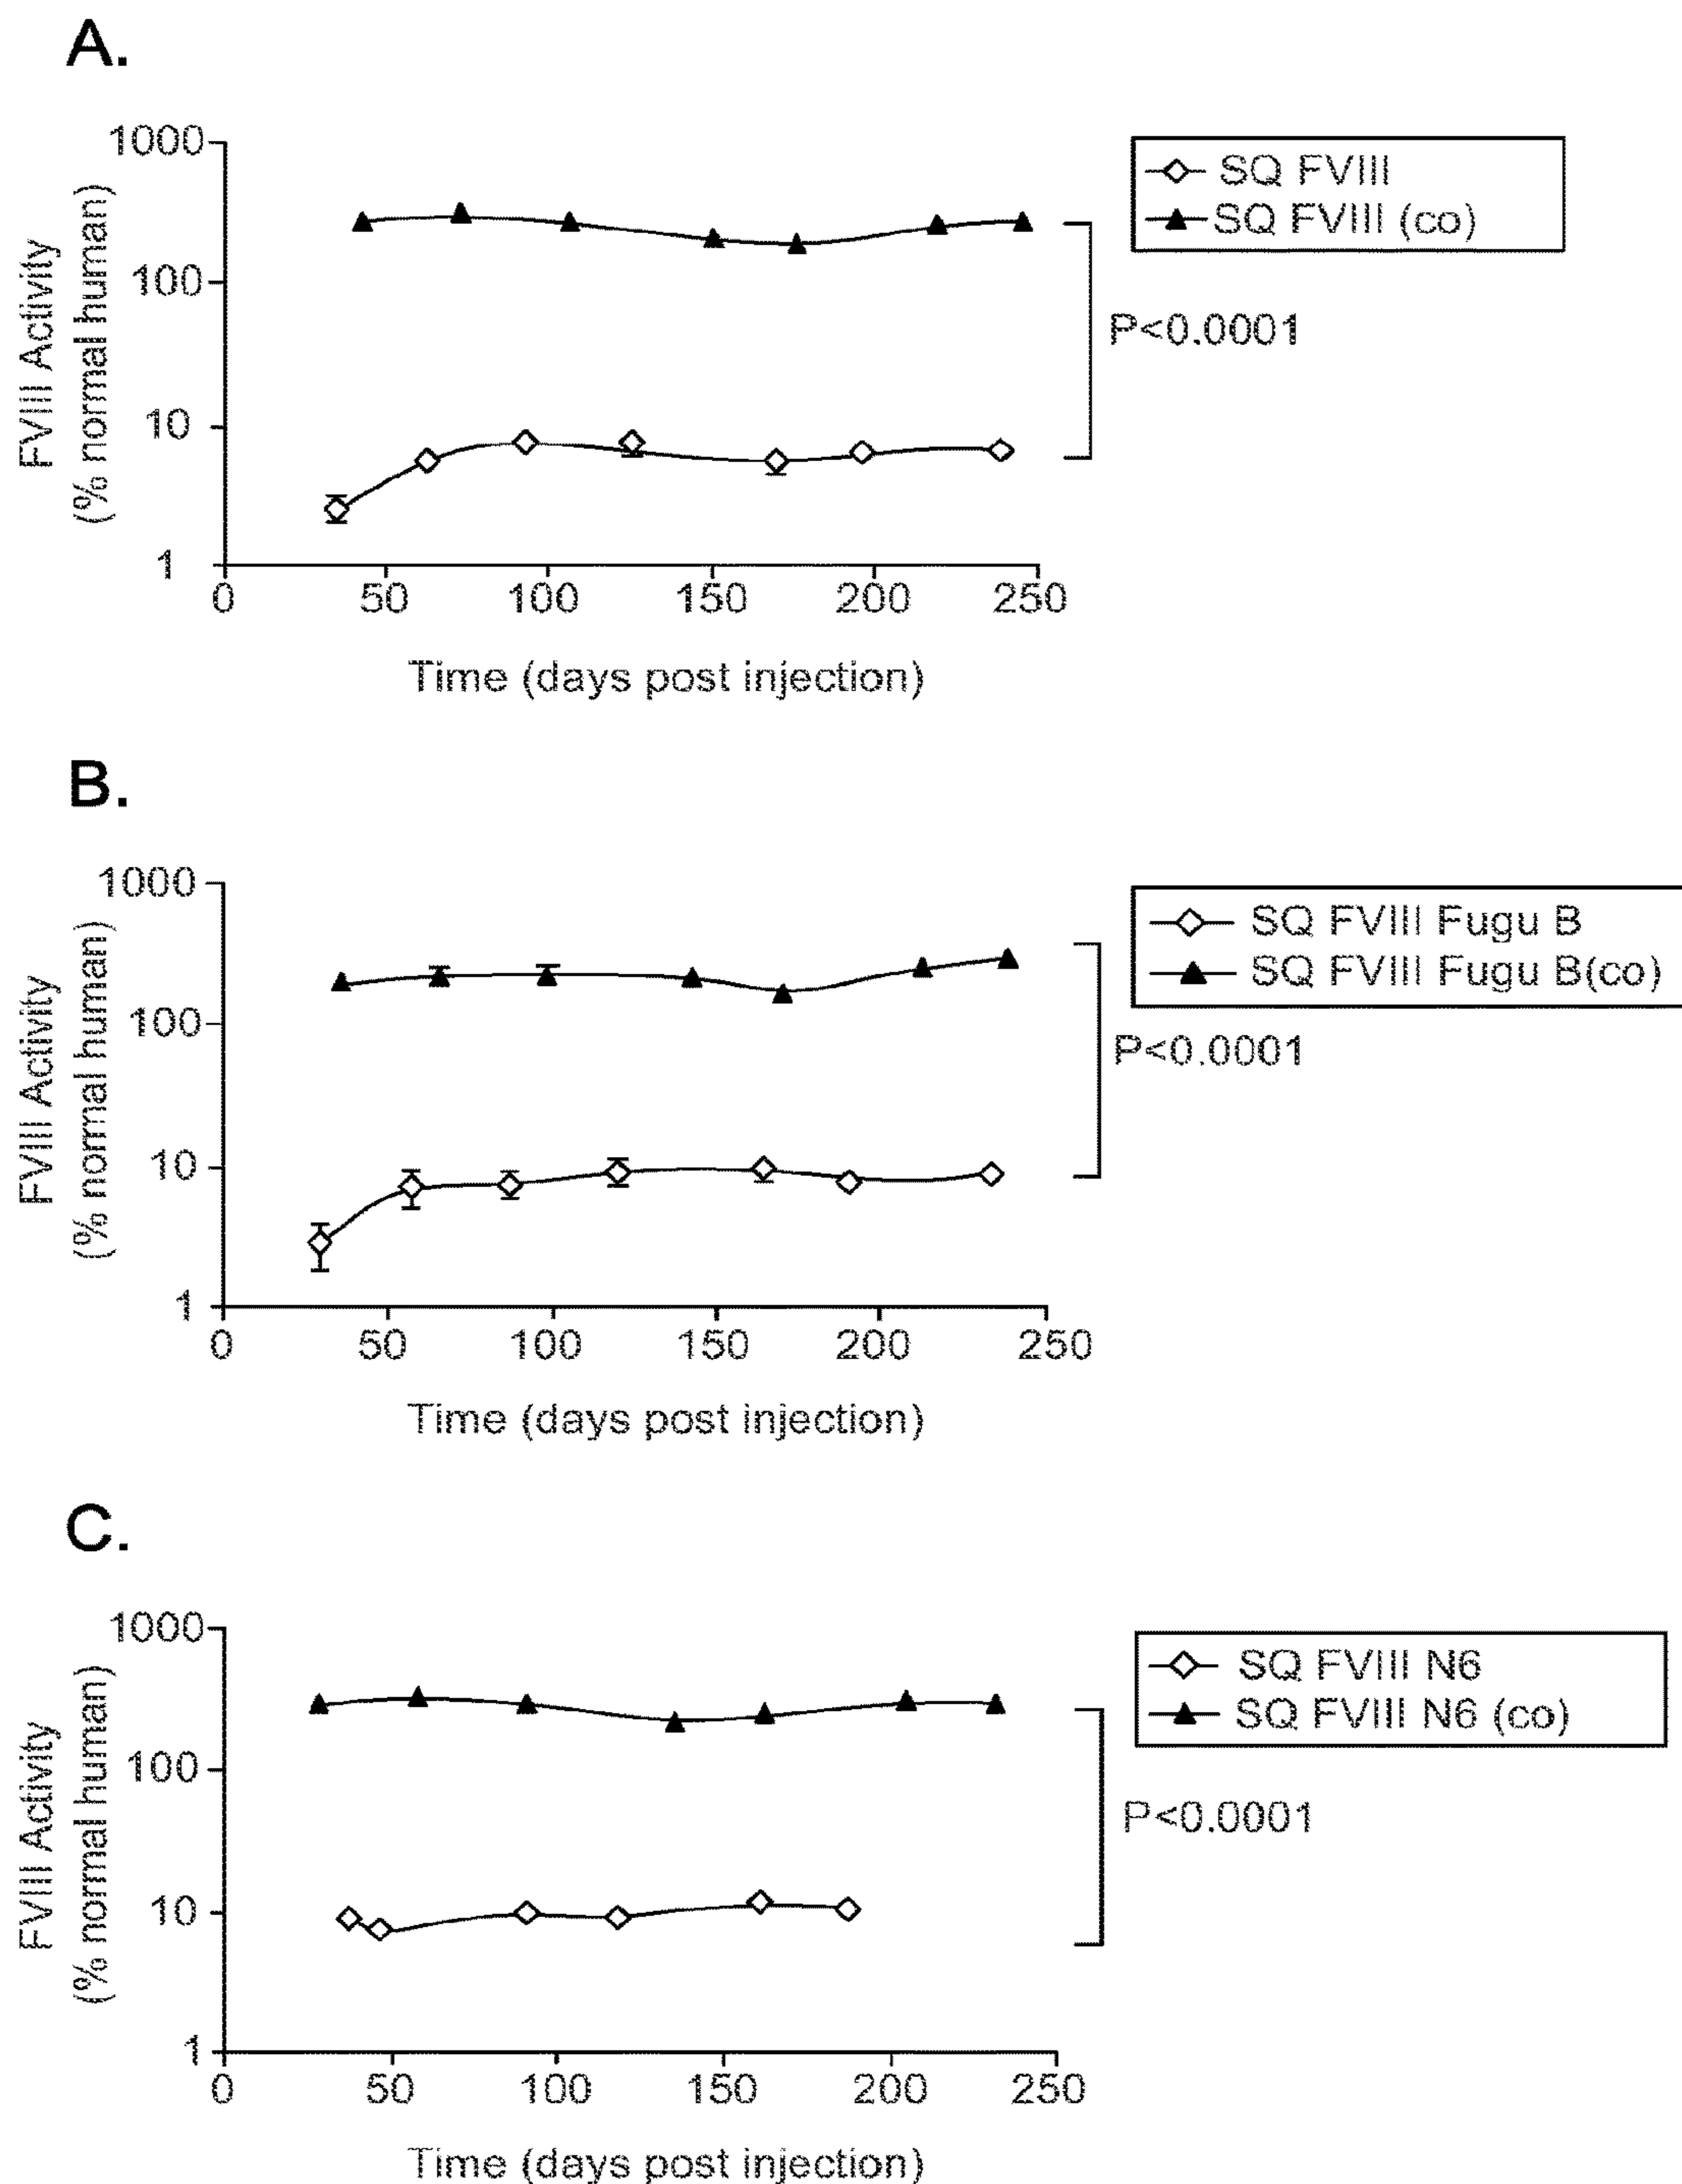 A.
1000
100
10
1
FVIII Activity
(% normal human)
0 50 100 150 200 250
Time (days post injection)
SQ FVIII
SQ FVIII (co)
P<0.0001
B.
1000
100
10
1
FVIII Activity
(% normal human)
0 50 100 150 200 250
Time (days post injection)
SQ FVIII Fugu B
SQ FVIII Fugu B(co)
P<0.0001
C.
1000
100
10
1
FVIII Activity
(% normal human)
0 50 100 150 200 250
Time (days post injection)
SQ FVIII N6
SQ FVIII N6 (co)
P<0.0001